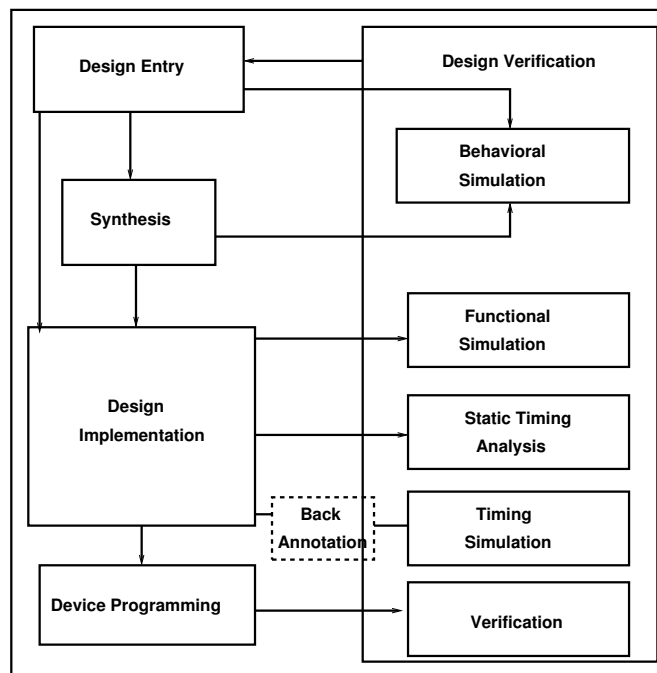 Design Entry
Design Verification
Behavioral
Simulation
Synthesis
Functional
Simulation
Design
Implementation
Static Timing
Analysis
Back
Annotation
Timing
Simulation
Device Programming
Verification